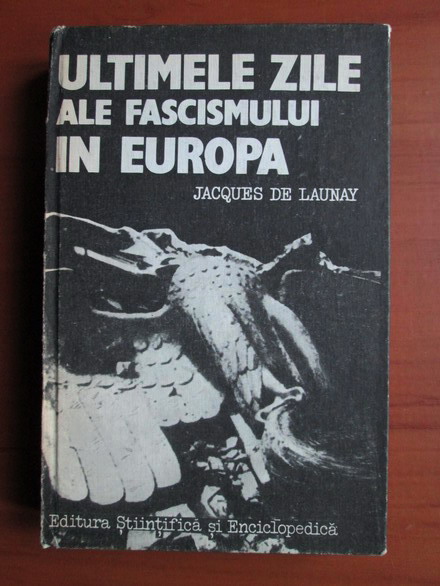 ULTIMELE ZILE
ALE FASCISMULUI
IN EUROPA
JACQUES DE LAUNAY
Editura Științifică și Enciclopedică